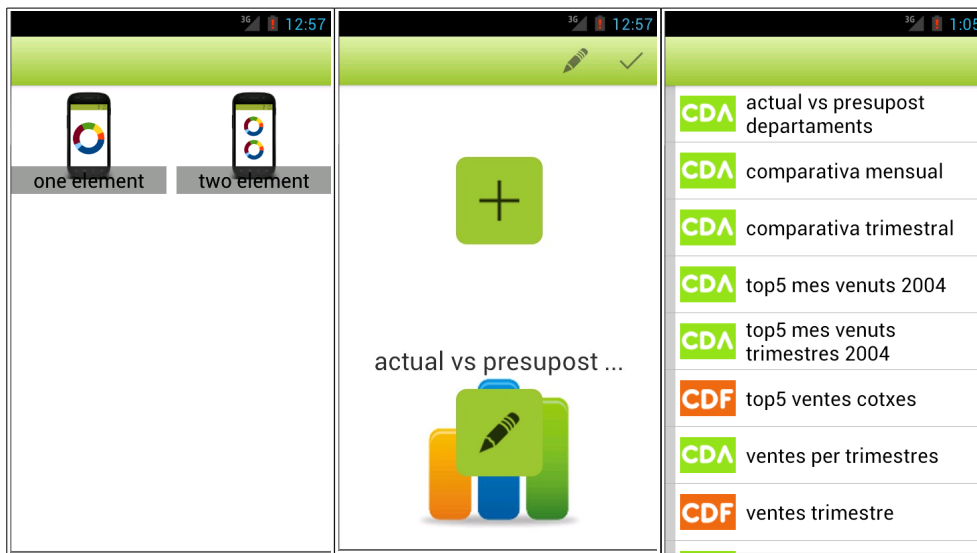 3G 12:57
one element
two element
3G 12:57
actual vs presupost ...
3G 1:05
CDA actual vs presupost
departaments
CDA comparativa mensual
CDA comparativa trimestral
CDA top5 mes venuts 2004
CDA top5 mes venuts
trimestres 2004
CDF top5 ventes cotxes
CDA ventes per trimestres
CDF ventes trimestre